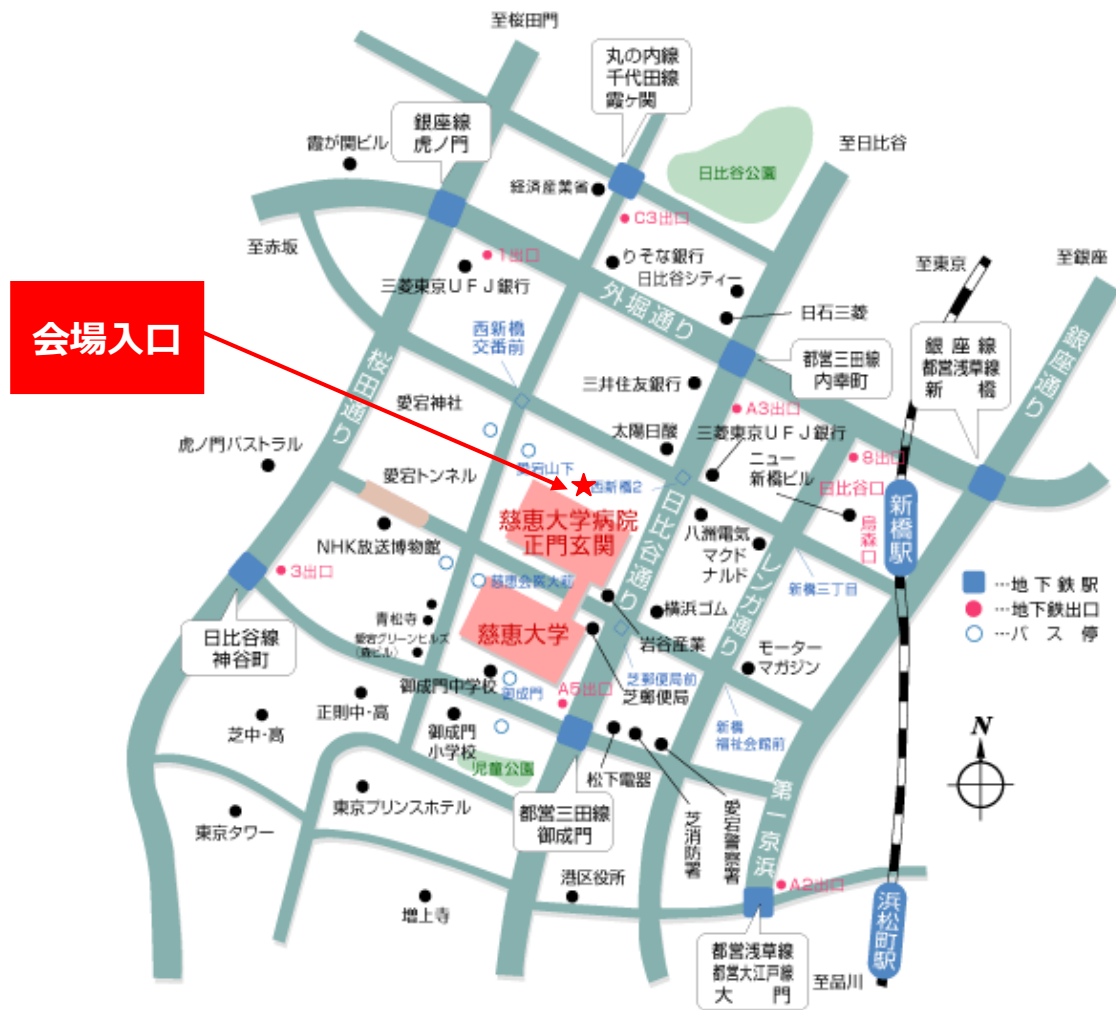 至桜田門
丸の内線
千代田線
霞ヶ関
銀座線
虎ノ門
霞が関ビル
至日比谷
日比谷公園
経済産業省
C3出口
至赤坂
1出口
りそな銀行
日比谷シティー
至東京
至銀座
三菱東京UFJ銀行
外堀通り
日石三菱
会場入口
西新橋
交番前
都営三田線
内幸町
銀座線
都営浅草線
新橋
銀座通り
桜田通り
三井住友銀行
愛宕神社
A3出口
太陽日酸
三菱東京UFJ銀行
虎ノ門パストラル
愛宕山下
ニュー
新橋ビル
8出口
愛宕トンネル
西新橋2
日比谷口
烏森口
新橋駅
慈恵大学病院
正門玄関
日比谷通り
八洲電気
マクド
ナルド
レンガ通り
NHK放送博物館
3出口
慈恵会医大前
新橋三丁目
…地下鉄駅
…地下鉄出口
…バス停
横浜ゴム
青松寺
愛宕グリーンヒルズ
(森ビル)
慈恵大学
岩谷産業
日比谷線
神谷町
モーター
マガジン
御成門中学校
御成門
A5出口
芝郵便局前
芝郵便局
正則中・高
芝中・高
御成門
小学校
新橋
福祉会館前
N
児童公園
松下電器
東京プリンスホテル
都営三田線
御成門
芝消防署
愛宕警察署
第一京浜
東京タワー
港区役所
A2出口
増上寺
浜松町駅
都営浅草線
都営大江戸線
大門
至品川